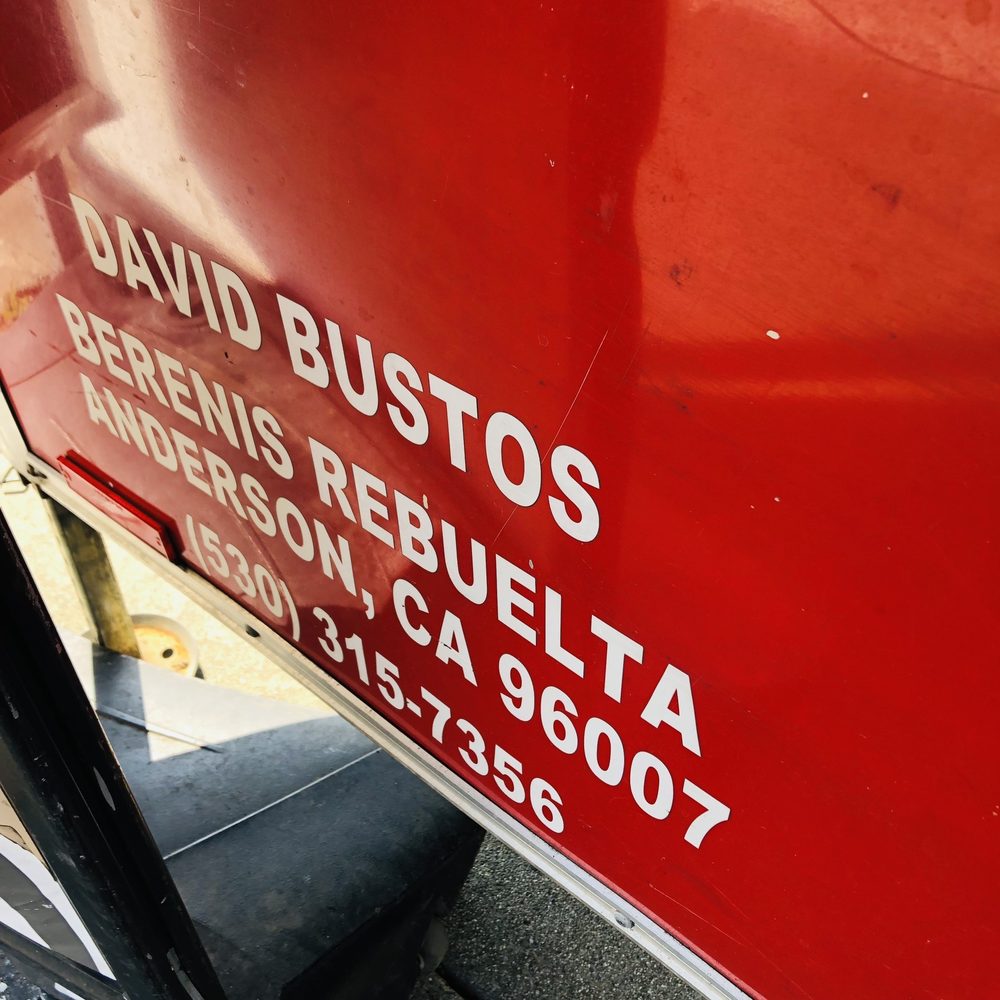 DAVID BUSTOS
BERENIS REBUELTA
ANDERSON, CA 96007
(530) 315-7356